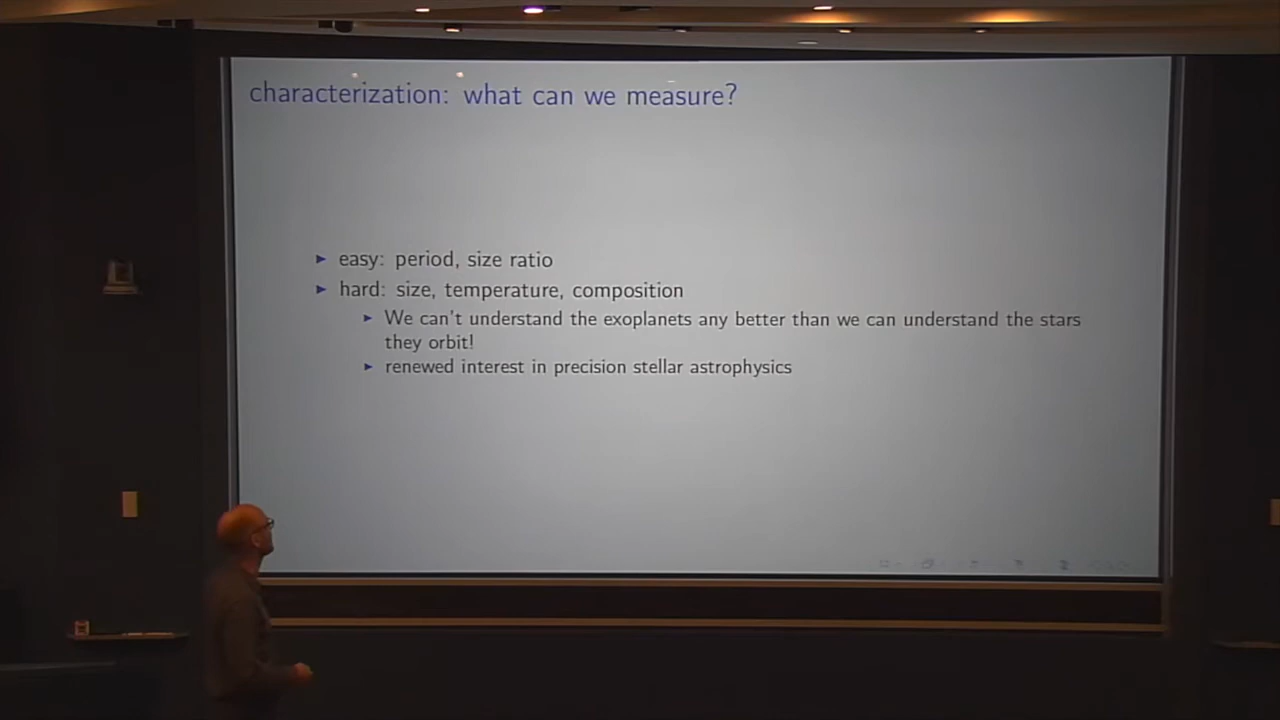 characterization: what can we measure?
▶ easy: period, size ratio
▶ hard: size, temperature, composition
▶ We can't understand the exoplanets any better than we can understand the stars
they orbit!
▶ renewed interest in precision stellar astrophysics